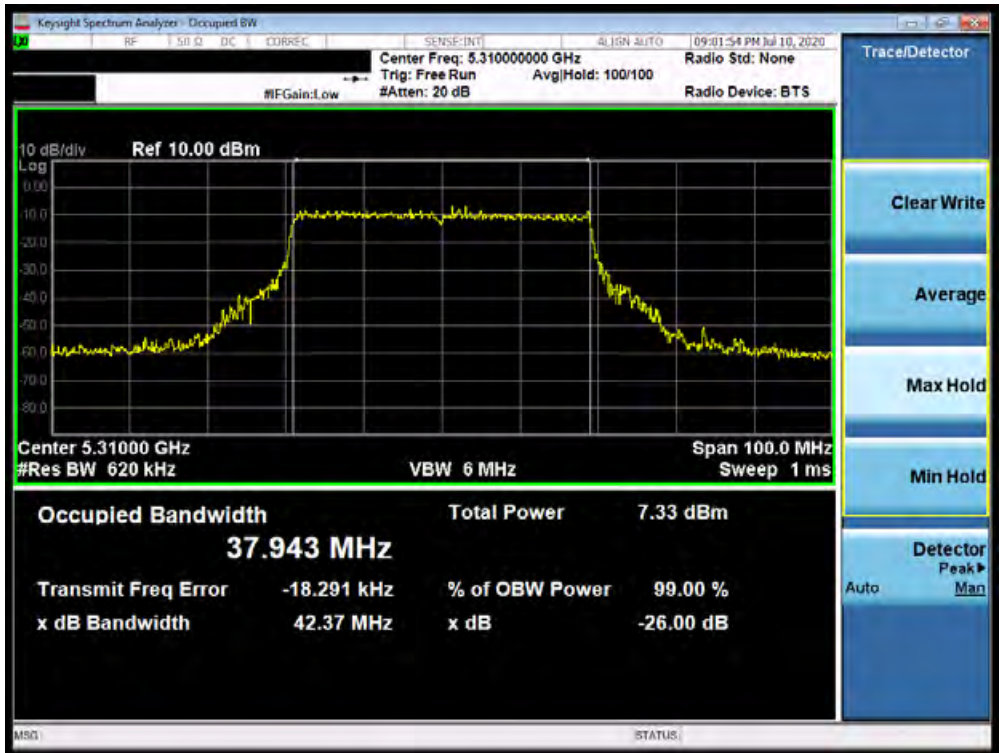 Keysight Spectrum Analyzer - Occupied BW
RF 50 Ω DC CORREC SENSE:INT ALIGN AUTO 09:01:54 PM Jul 10, 2020
Center Freq: 5.310000000 GHz Radio Std: None
Trig: Free Run Avg|Hold: 100/100
#IFGain:Low #Atten: 20 dB Radio Device: BTS
Trace/Detector
10 dB/div Ref 10.00 dBm
Log
0.00
-10.0
-20.0
-30.0
-40.0
-50.0
-60.0
-70.0
-80.0
Center 5.31000 GHz Span 100.0 MHz
#Res BW 620 kHz VBW 6 MHz Sweep 1 ms
Occupied Bandwidth Total Power 7.33 dBm
37.943 MHz
Transmit Freq Error -18.291 kHz % of OBW Power 99.00 %
x dB Bandwidth 42.37 MHz x dB -26.00 dB
Clear Write
Average
Max Hold
Min Hold
Detector
Peak▶
Auto Man
MSG STATUS